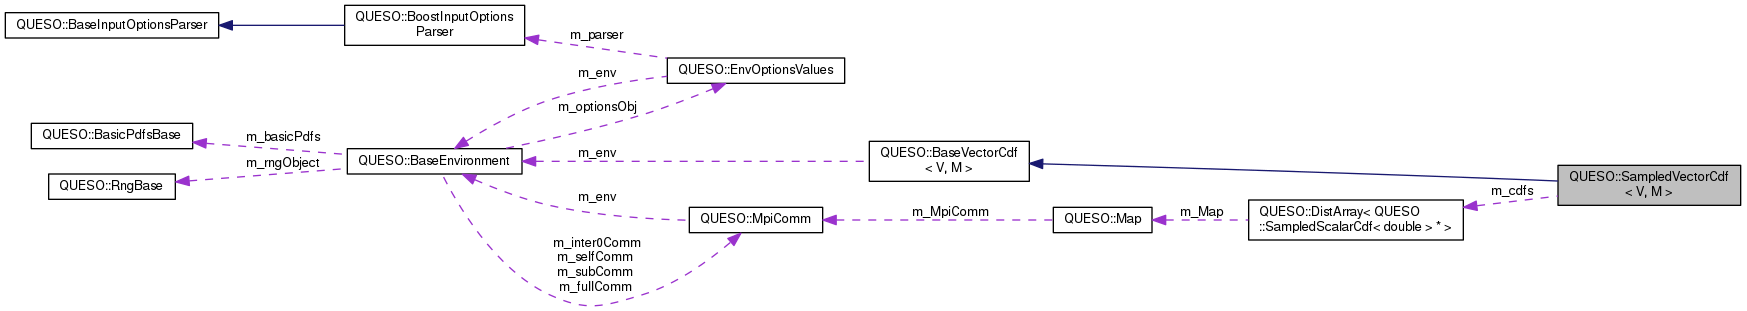 QUESO::BaseInputOptionsParser
QUESO::BoostInputOptions
Parser
m_parser
QUESO::EnvOptionsValues
m_env
m_optionsObj
QUESO::BasicPdfsBase
m_basicPdfs
m_rngObject
QUESO::RngBase
QUESO::BaseEnvironment
m_env
QUESO::BaseVectorCdf
< V, M >
QUESO::SampledVectorCdf
< V, M >
m_cdfs
m_env
QUESO::MpiComm
m_MpiComm
QUESO::Map
m_Map
QUESO::DistArray< QUESO
::SampledScalarCdf< double > * >
m_inter0Comm
m_selfComm
m_subComm
m_fullComm